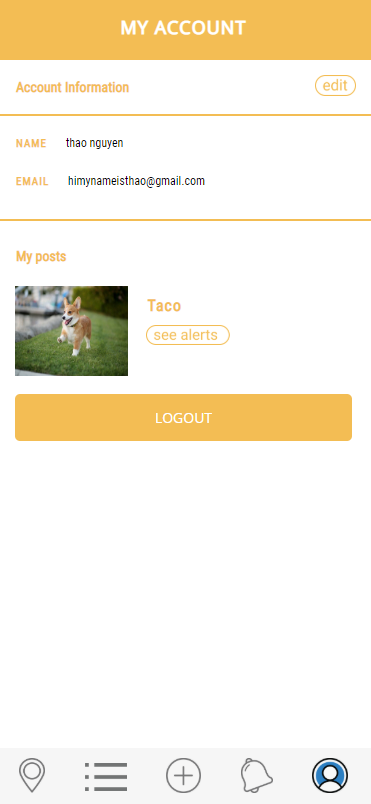 MY ACCOUNT
Account Information edit
NAME thao nguyen
EMAIL himynameisthao@gmail.com
My posts
Taco
see alerts
LOGOUT